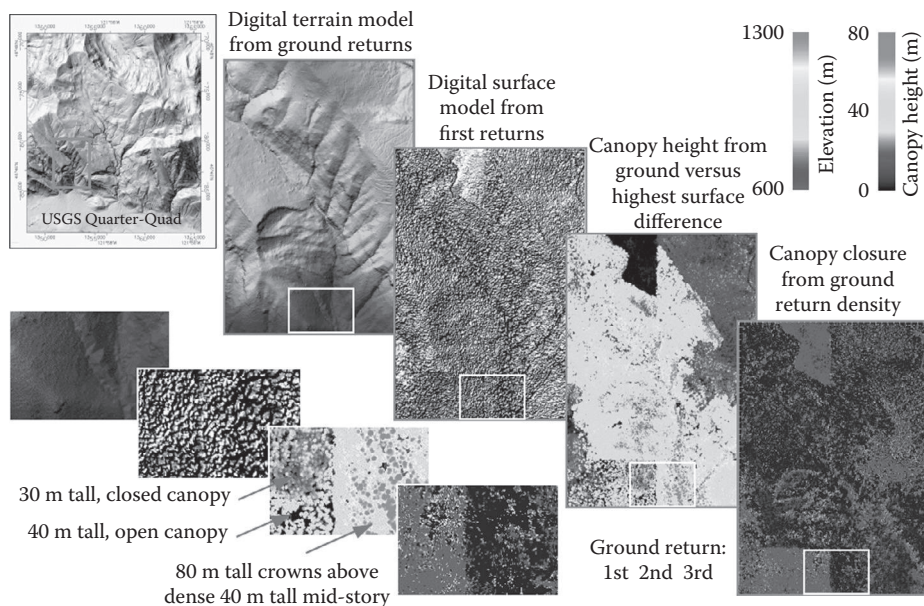 Digital terrain model
from ground returns
Digital surface
model from
first returns
Canopy height from
ground versus
highest surface
difference
Canopy closure
from ground
return density
1300
600
Elevation (m)
80
40
0
Canopy height (m)
USGS Quarter-Quad
30 m tall, closed canopy
40 m tall, open canopy
80 m tall crowns above
dense 40 m tall mid-story
Ground return:
1st 2nd 3rd